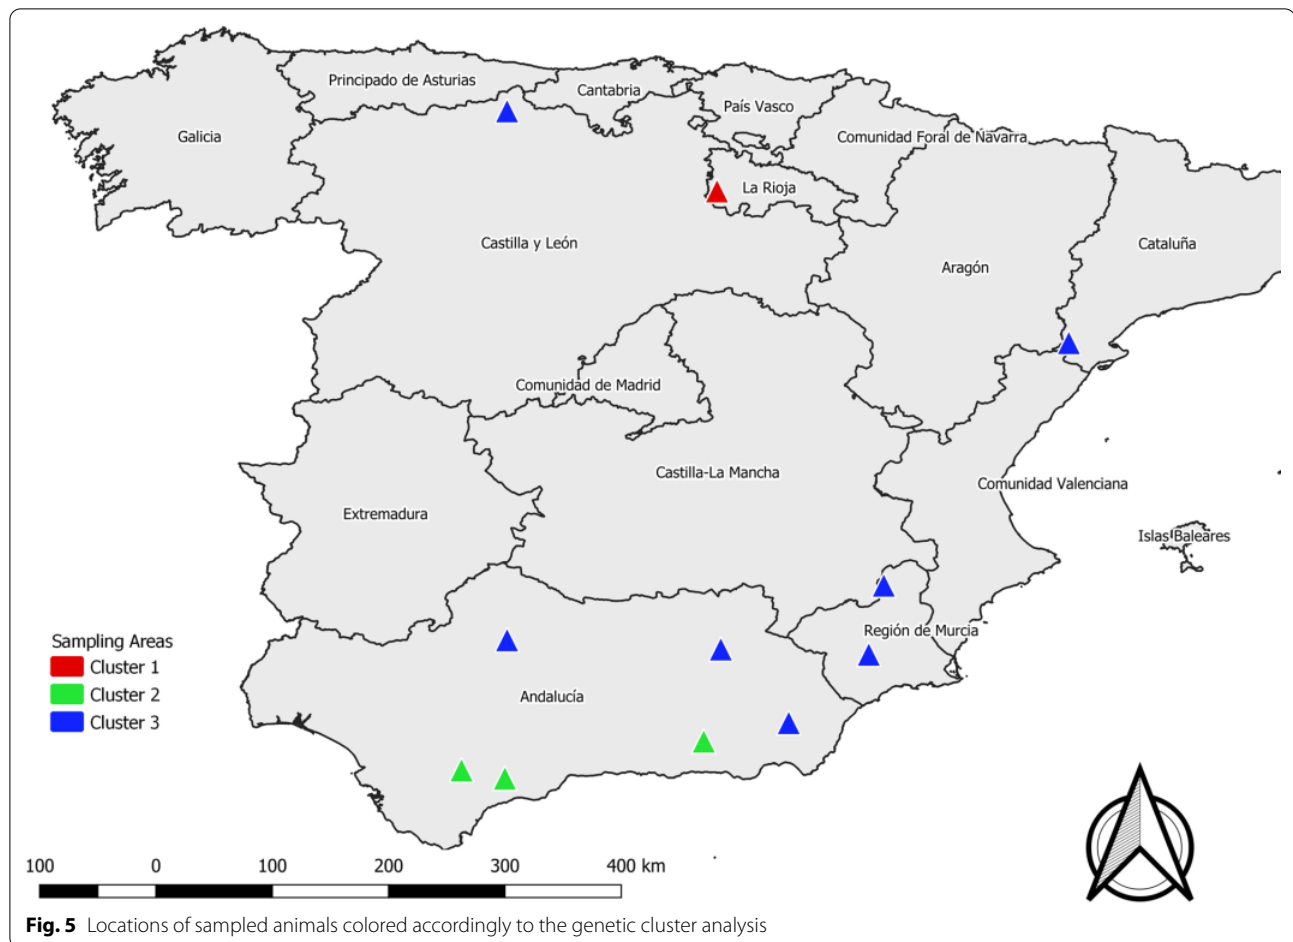 Principado de Asturias
Cantabria
País Vasco
Galicia
Comunidad Foral de Navarra
La Rioja
Castilla y León
Cataluña
Aragón
Comunidad de Madrid
Castilla-La Mancha
Comunidad Valenciana
Extremadura
Islas Baleares
Región de Murcia
Andalucía
Sampling Areas
Cluster 1
Cluster 2
Cluster 3
100 0 100 200 300 400 km
Fig. 5 Locations of sampled animals colored accordingly to the genetic cluster analysis